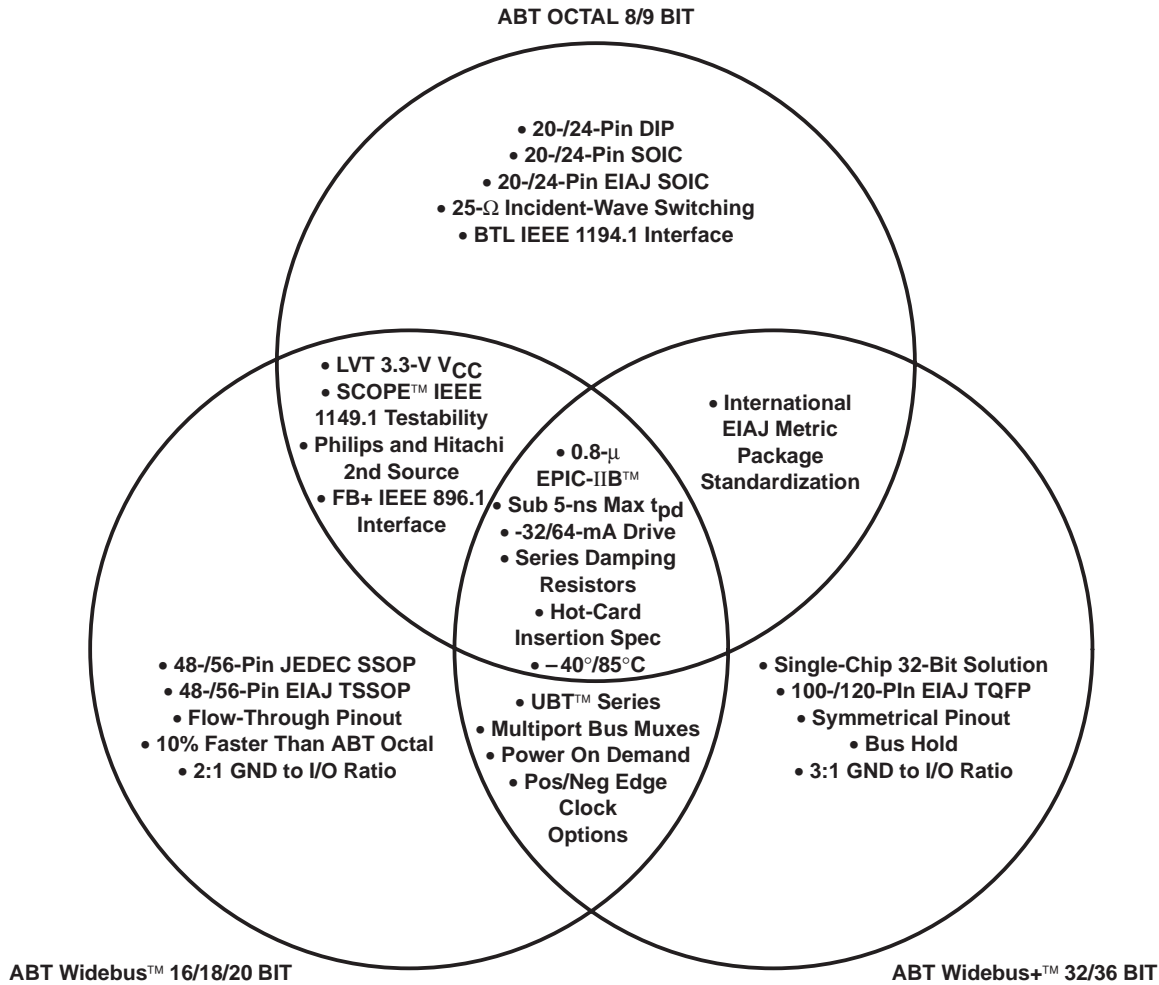 ABT OCTAL 8/9 BIT
• 20-/24-Pin DIP
• 20-/24-Pin SOIC
• 20-/24-Pin EIAJ SOIC
• 25-Ω Incident-Wave Switching
• BTL IEEE 1194.1 Interface
• LVT 3.3-V VCC
• SCOPE™ IEEE
1149.1 Testability
• Philips and Hitachi
2nd Source
• FB+ IEEE 896.1
Interface
• International
EIAJ Metric
Package
Standardization
• 0.8-μ
EPIC-IIB™
• Sub 5-ns Max tpd
• -32/64-mA Drive
• Series Damping
Resistors
• Hot-Card
Insertion Spec
• –40°/85°C
• 48-/56-Pin JEDEC SSOP
• 48-/56-Pin EIAJ TSSOP
• Flow-Through Pinout
• 10% Faster Than ABT Octal
• 2:1 GND to I/O Ratio
• UBT™ Series
• Multiport Bus Muxes
• Power On Demand
• Pos/Neg Edge
Clock
Options
• Single-Chip 32-Bit Solution
• 100-/120-PIn EIAJ TQFP
• Symmetrical Pinout
• Bus Hold
• 3:1 GND to I/O Ratio
ABT Widebus™ 16/18/20 BIT
ABT Widebus+™ 32/36 BIT